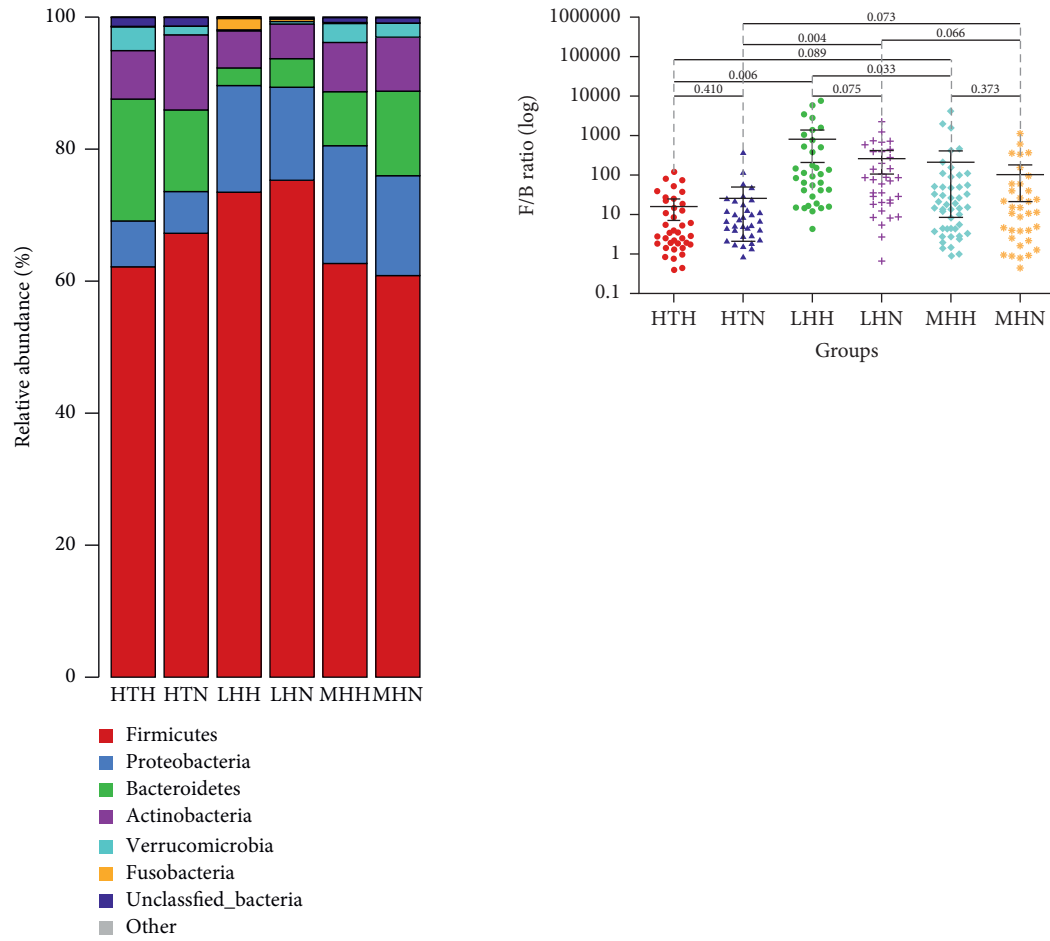 100
80
60
40
20
0
Relative abundance (%)
HTH HTN LHH LHN MHH MHN
Firmicutes
Proteobacteria
Bacteroidetes
Actinobacteria
Verrucomicrobia
Fusobacteria
Unclassfied_bacteria
Other
1000000
100000
10000
1000
100
10
1
0.1
F/B ratio (log)
0.073
0.004 0.066
0.089
0.006 0.033
0.410 0.075 0.373
HTH HTN LHH LHN MHH MHN
Groups